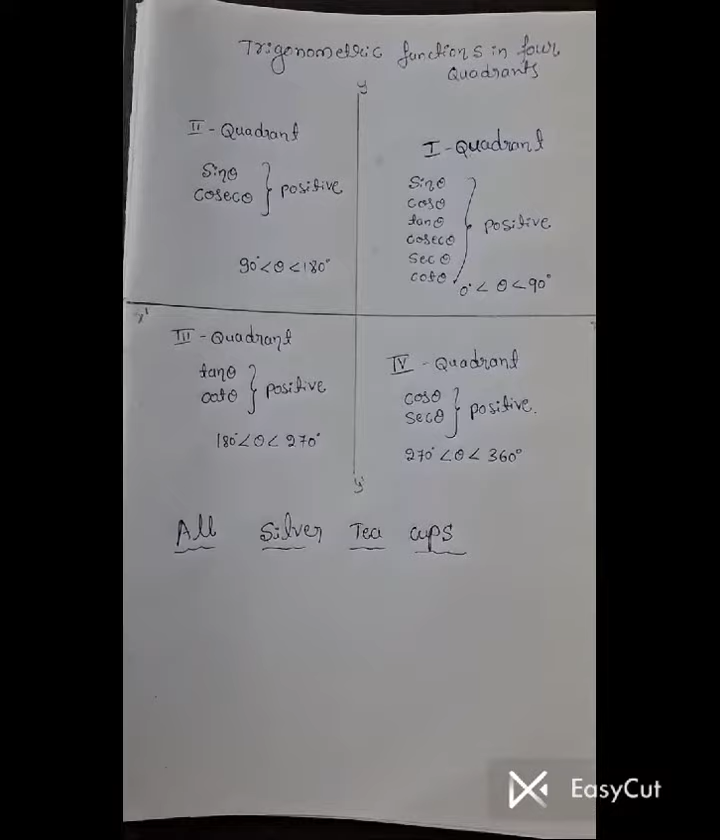 Trigonometric functions in four
Quadrants
y
II - Quadrant
sinθ
cosecθ
} positive
90° < θ < 180°
I - Quadrant
sinθ
cosθ
tanθ
cosecθ
sec θ
cotθ
} positive
0° < θ < 90°
x'
III - Quadrant
tanθ
cotθ
} positive
180° < θ < 270°
IV - Quadrant
cosθ
secθ
} positive.
270° < θ < 360°
y'
All Silver Tea cups
EasyCut